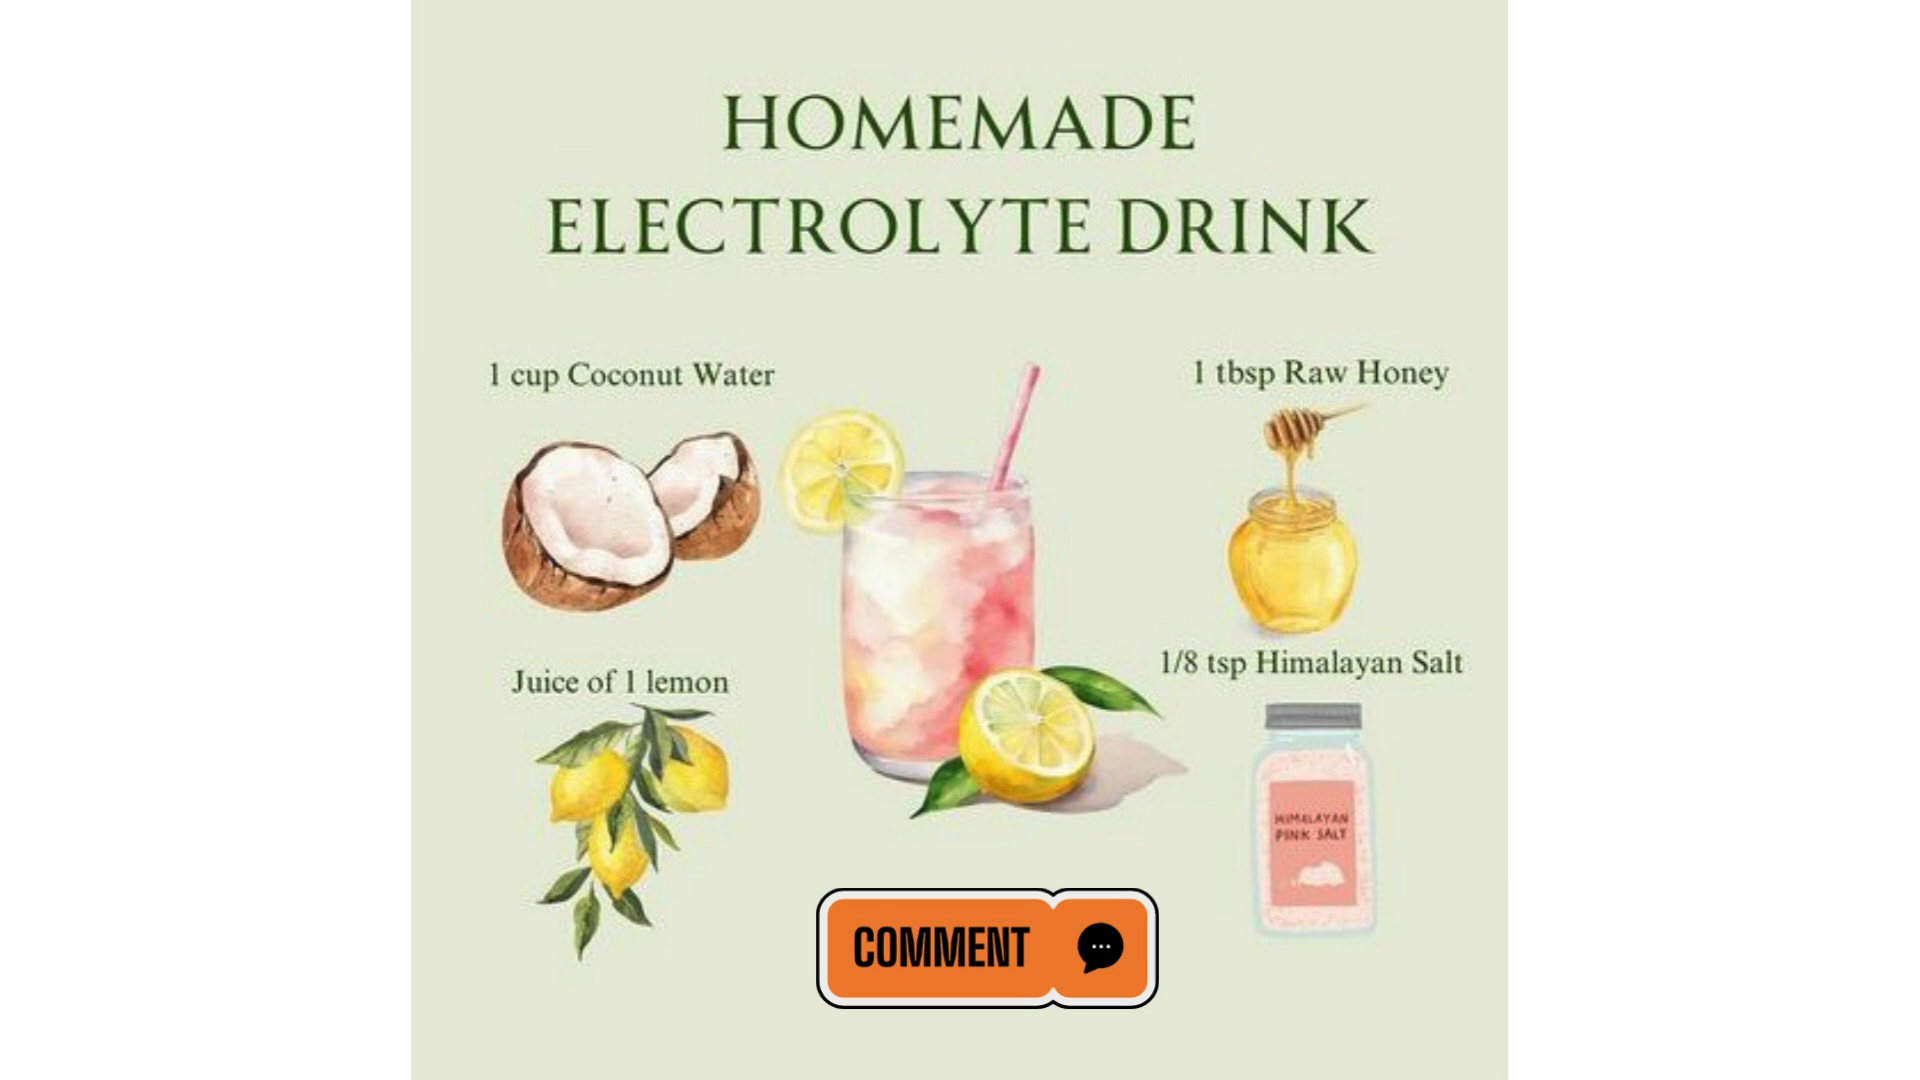 HOMEMADE
ELECTROLYTE DRINK
1 cup Coconut Water
1 tbsp Raw Honey
Juice of 1 lemon
1/8 tsp Himalayan Salt
HIMALAYAN
PINK SALT
COMMENT